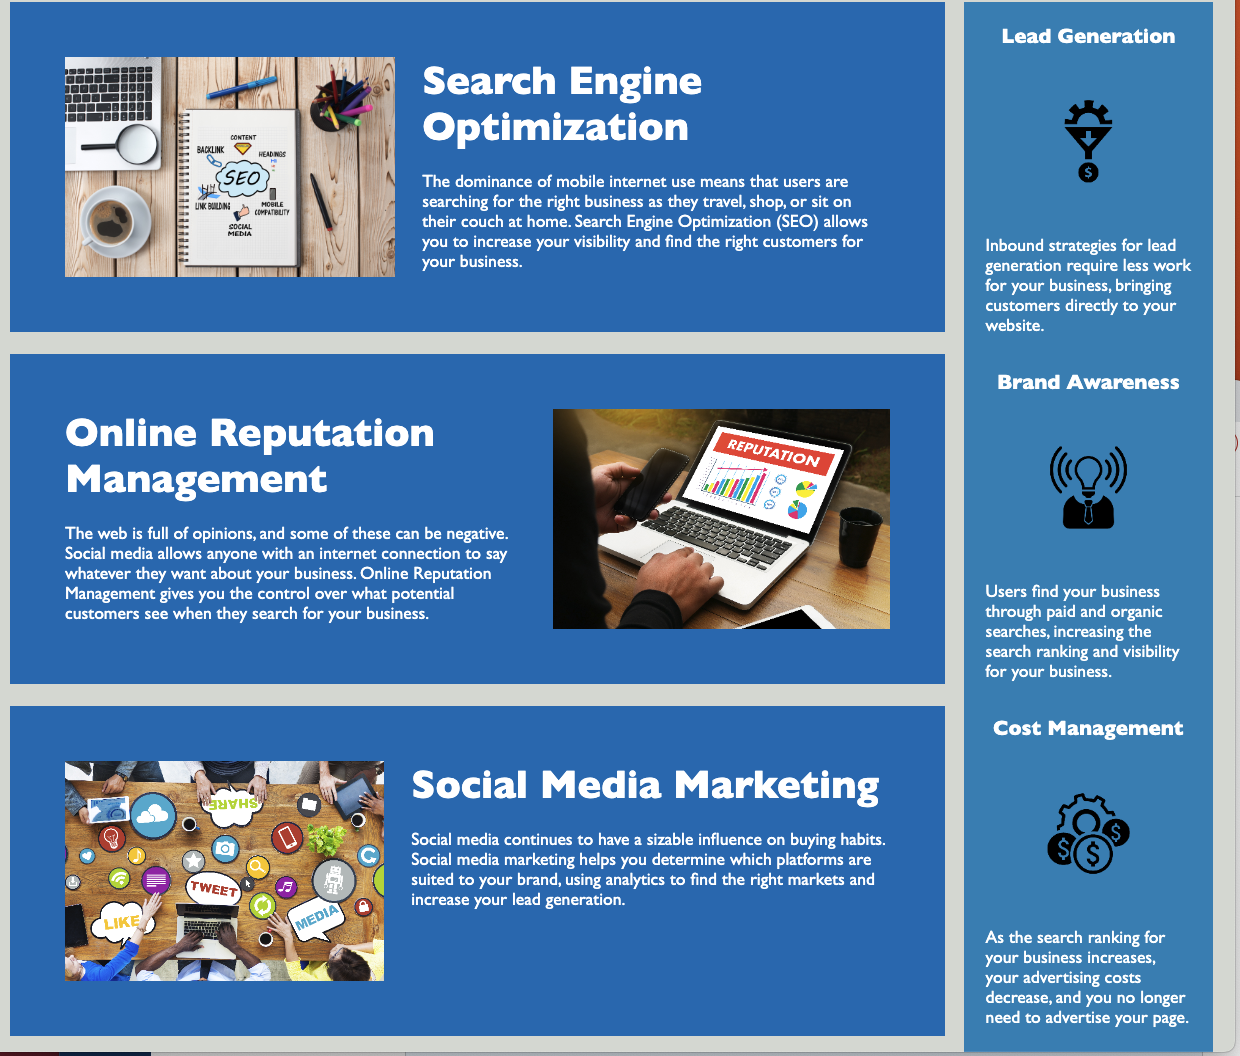 Search Engine
Optimization
The dominance of mobile internet use means that users are
searching for the right business as they travel, shop, or sit on
their couch at home. Search Engine Optimization (SEO) allows
you to increase your visibility and find the right customers for
your business.
CONTENT
BACKLINK
HEADINGS
SEO
LINK BUILDING
MOBILE
COMPATIBILITY
SOCIAL
MEDIA
Online Reputation
Management
The web is full of opinions, and some of these can be negative.
Social media allows anyone with an internet connection to say
whatever they want about your business. Online Reputation
Management gives you the control over what potential
customers see when they search for your business.
REPUTATION
Social Media Marketing
Social media continues to have a sizable influence on buying habits.
Social media marketing helps you determine which platforms are
suited to your brand, using analytics to find the right markets and
increase your lead generation.
SHARE
TWEET
LIKE
MEDIA
Lead Generation
$
Inbound strategies for lead
generation require less work
for your business, bringing
customers directly to your
website.
Brand Awareness
Users find your business
through paid and organic
searches, increasing the
search ranking and visibility
for your business.
Cost Management
$ $ $
As the search ranking for
your business increases,
your advertising costs
decrease, and you no longer
need to advertise your page.